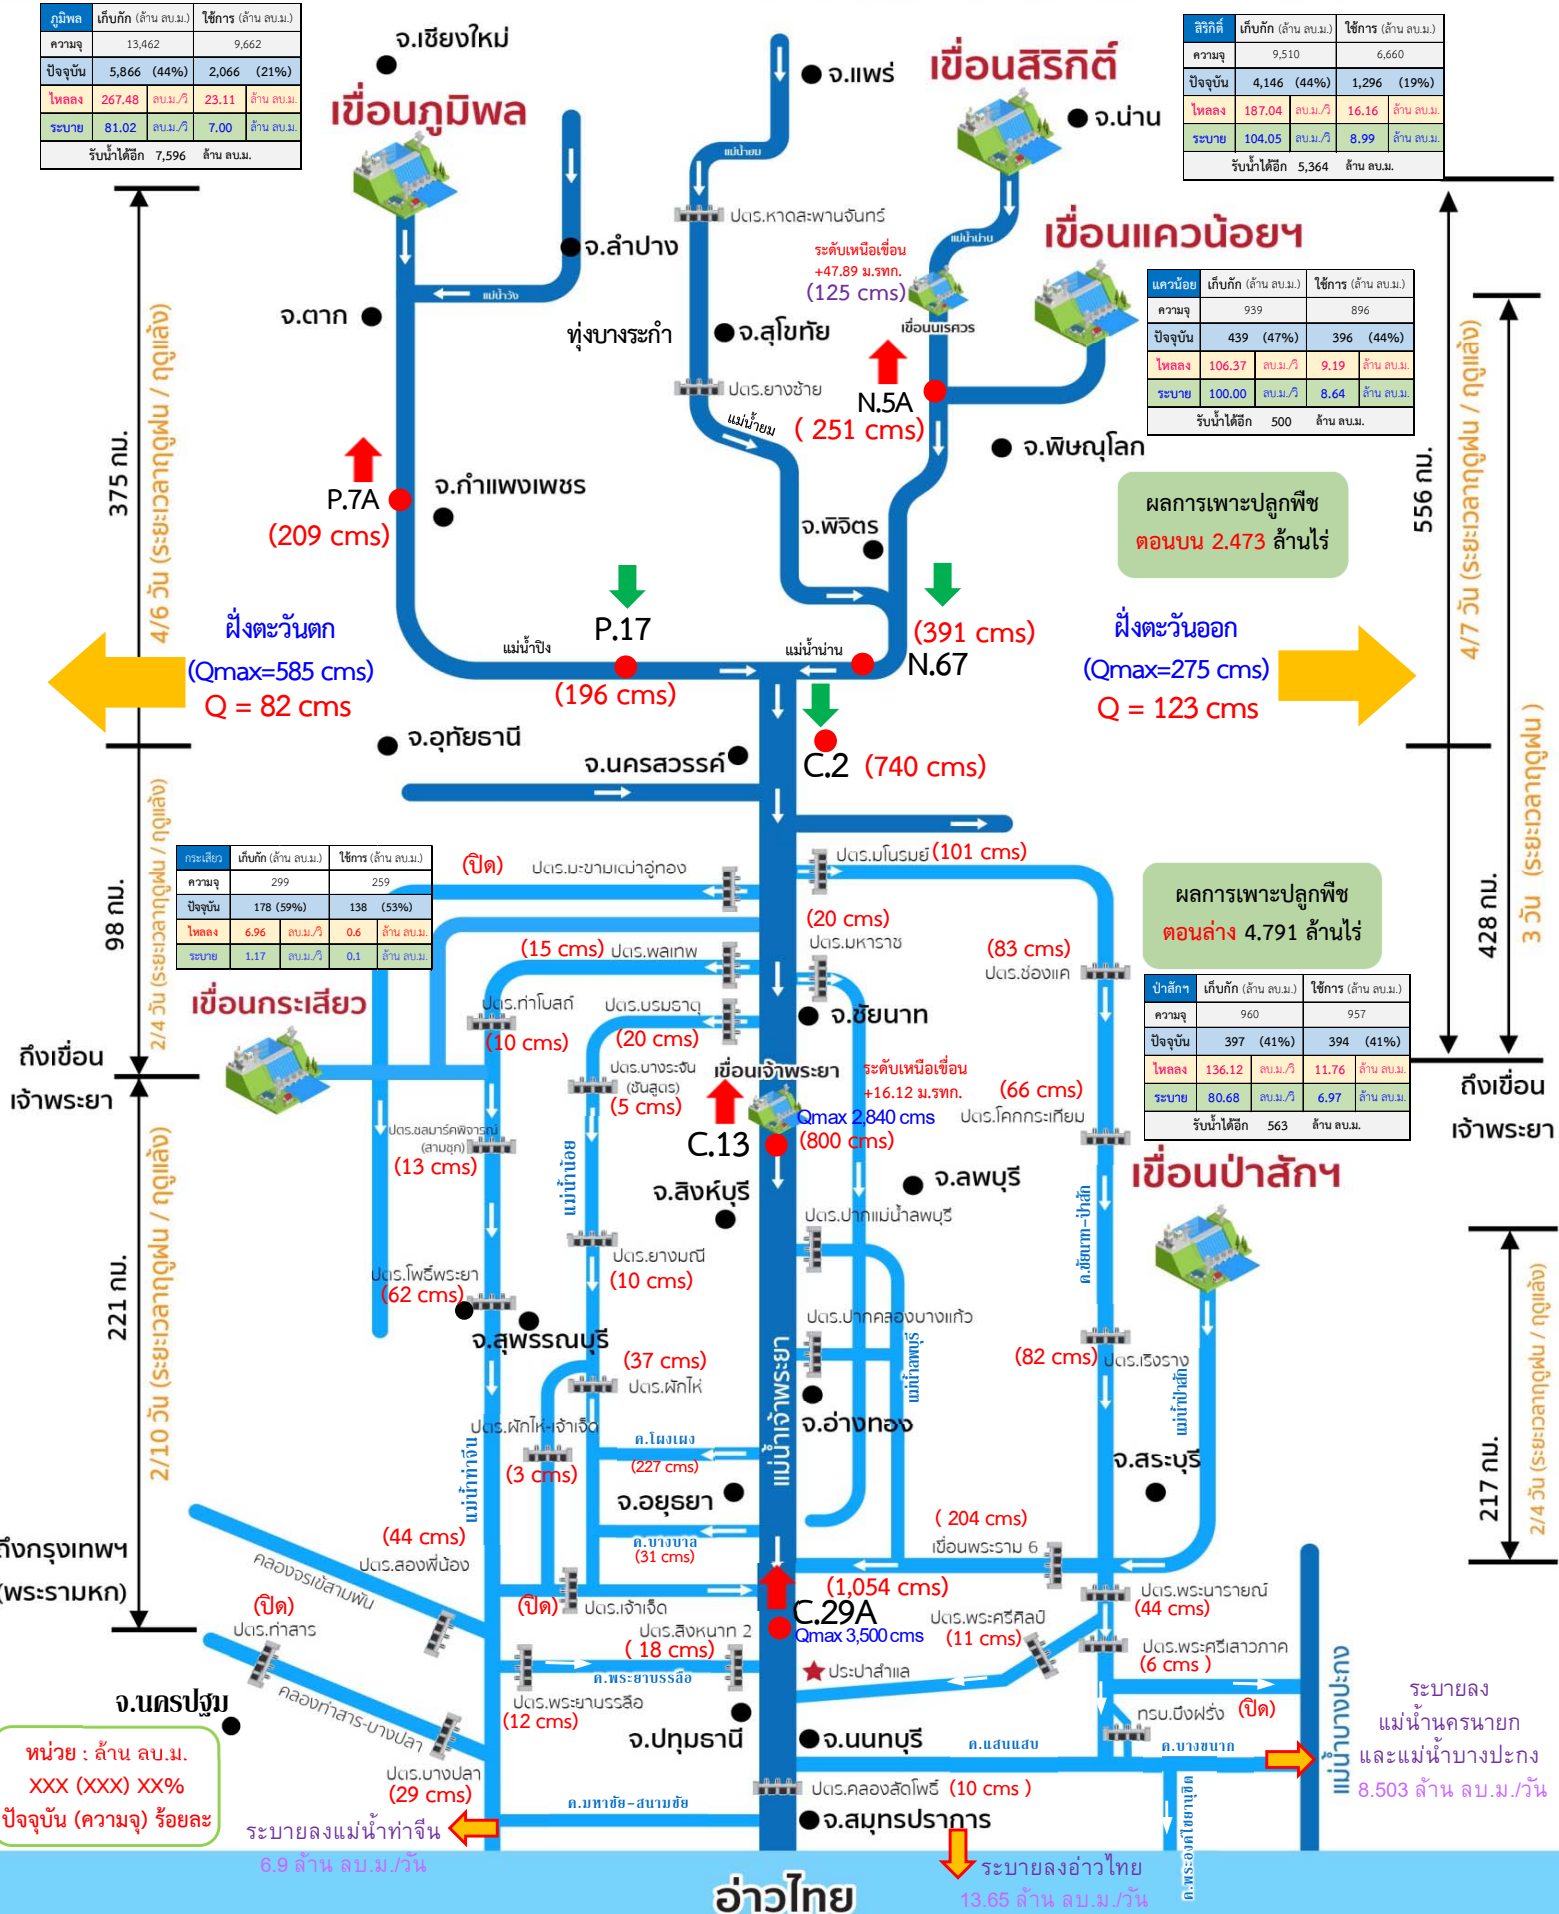 ภูมิพล เก็บกัก (ล้าน ลบ.ม.) ใช้การ (ล้าน ลบ.ม.)
ความจุ 13,462 9,662
ปัจจุบัน 5,866 (44%) 2,066 (21%)
ไหลลง 267.48 ลบ.ม./วิ 23.11 ล้าน ลบ.ม.
ระบาย 81.02 ลบ.ม./วิ 7.00 ล้าน ลบ.ม.
รับน้ำได้อีก 7,596 ล้าน ลบ.ม.
จ.เชียงใหม่
เขื่อนภูมิพล
จ.แพร่
เขื่อนสิริกิติ์
จ.น่าน
สิริกิติ์ เก็บกัก (ล้าน ลบ.ม.) ใช้การ (ล้าน ลบ.ม.)
ความจุ 9,510 6,660
ปัจจุบัน 4,146 (44%) 1,296 (19%)
ไหลลง 187.04 ลบ.ม./วิ 16.16 ล้าน ลบ.ม.
ระบาย 104.05 ลบ.ม./วิ 8.99 ล้าน ลบ.ม.
รับน้ำได้อีก 5,364 ล้าน ลบ.ม.
แม่น้ำยม
ปตร.หาดสะพานจันทร์
แม่น้ำน่าน
เขื่อนแควน้อยฯ
จ.ลำปาง
ระดับเหนือเขื่อน
+47.89 ม.รทก.
(125 cms)
แม่น้ำวัง
เขื่อนนเรศวร
แควน้อย เก็บกัก (ล้าน ลบ.ม.) ใช้การ (ล้าน ลบ.ม.)
ความจุ 939 896
ปัจจุบัน 439 (47%) 396 (44%)
ไหลลง 106.37 ลบ.ม./วิ 9.19 ล้าน ลบ.ม.
ระบาย 100.00 ลบ.ม./วิ 8.64 ล้าน ลบ.ม.
รับน้ำได้อีก 500 ล้าน ลบ.ม.
จ.ตาก
ทุ่งบางระกำ
จ.สุโขทัย
ปตร.ยางซ้าย
แม่น้ำยม
N.5A
( 251 cms)
จ.พิษณุโลก
375 กม.
4/6 วัน (ระยะเวลาฤดูฝน / ฤดูแล้ง)
P.7A
(209 cms)
จ.กำแพงเพชร
จ.พิจิตร
ผลการเพาะปลูกพืช
ตอนบน 2.473 ล้านไร่
556 กม.
4/7 วัน (ระยะเวลาฤดูฝน / ฤดูแล้ง)
ฝั่งตะวันตก
(Qmax=585 cms)
Q = 82 cms
P.17
แม่น้ำปิง
(196 cms)
แม่น้ำน่าน
(391 cms)
N.67
ฝั่งตะวันออก
(Qmax=275 cms)
Q = 123 cms
จ.อุทัยธานี
จ.นครสวรรค์
C.2 (740 cms)
98 กม.
2/4 วัน (ระยะเวลาฤดูฝน / ฤดูแล้ง)
428 กม.
3 วัน (ระยะเวลาฤดูฝน )
กระเสียว เก็บกัก (ล้าน ลบ.ม.) ใช้การ (ล้าน ลบ.ม.)
ความจุ 299 259
ปัจจุบัน 178 (59%) 138 (53%)
ไหลลง 6.96 ลบ.ม./วิ 0.6 ล้าน ลบ.ม.
ระบาย 1.17 ลบ.ม./วิ 0.1 ล้าน ลบ.ม.
(ปิด)
ปตร.มะขามเฒ่าอู่ทอง
ปตร.มโนรมย์ (101 cms)
ผลการเพาะปลูกพืช
ตอนล่าง 4.791 ล้านไร่
(15 cms) ปตร.พลเทพ
(20 cms)
ปตร.มหาราช
(83 cms)
ปตร.ช่องแค
ป่าสักฯ เก็บกัก (ล้าน ลบ.ม.) ใช้การ (ล้าน ลบ.ม.)
ความจุ 960 957
ปัจจุบัน 397 (41%) 394 (41%)
ไหลลง 136.12 ลบ.ม./วิ 11.76 ล้าน ลบ.ม.
ระบาย 80.68 ลบ.ม./วิ 6.97 ล้าน ลบ.ม.
รับน้ำได้อีก 563 ล้าน ลบ.ม.
เขื่อนกระเสียว
ปตร.ท่าโบสถ์
(10 cms)
ปตร.บรมธาตุ
(20 cms)
จ.ชัยนาท
ถึงเขื่อน
เจ้าพระยา
ปตร.บางระจัน
(ชันสูตร)
(5 cms)
เขื่อนเจ้าพระยา
ระดับเหนือเขื่อน
+16.12 ม.รทก.
Qmax 2,840 cms
C.13 (800 cms)
(66 cms)
ปตร.โคกกระเทียม
ถึงเขื่อน
เจ้าพระยา
ปตร.ชลมาร์คพิจารณ์
(สามชุก)
(13 cms)
แม่น้ำน้อย
จ.สิงห์บุรี
จ.ลพบุรี
เขื่อนป่าสักฯ
ปตร.ปากแม่น้ำลพบุรี
ค.ชัยนาท-ป่าสัก
221 กม.
2/10 วัน (ระยะเวลาฤดูฝน / ฤดูแล้ง)
ปตร.โพธิ์พระยา
(62 cms)
ปตร.ยางมณี
(10 cms)
จ.สุพรรณบุรี
ปตร.ปากคลองบางแก้ว
แม่น้ำลพบุรี
(37 cms)
ปตร.ผักไห่
แม่น้ำเจ้าพระยา
(82 cms) ปตร.เริงราง
แม่น้ำป่าสัก
217 กม.
2/4 วัน (ระยะเวลาฤดูฝน / ฤดูแล้ง)
จ.อ่างทอง
ปตร.ผักไห่-เจ้าเจ็ด
(3 cms)
แม่น้ำท่าจีน
ค.โผงเผง
(227 cms)
จ.สระบุรี
จ.อยุธยา
(44 cms)
ปตร.สองพี่น้อง
คลองจรเข้สามพัน
ค.บางบาล
(31 cms)
( 204 cms)
เขื่อนพระราม 6
ถึงกรุงเทพฯ
(พระรามหก)
(ปิด)
ปตร.ท่าสาร
(ปิด) ปตร.เจ้าเจ็ด
(1,054 cms)
C.29A
Qmax 3,500 cms
ปตร.พระนารายณ์
(44 cms)
ปตร.สิงหนาท 2
( 18 cms)
ปตร.พระศรีศิลป์
(11 cms)
ปตร.พระศรีเสาวภาค
(6 cms )
ค.พระยาบรรลือ
ประปาสำแล
คลองท่าสาร-บางปลา
จ.นครปฐม
ปตร.พระยาบรรลือ
(12 cms)
ทรบ.บึงฝรั่ง (ปิด)
แม่น้ำบางปะกง
ระบายลง
แม่น้ำนครนายก
และแม่น้ำบางปะกง
8.503 ล้าน ลบ.ม./วัน
จ.ปทุมธานี
จ.นนทบุรี
ค.แสนแสบ
ค.บางขนาก
หน่วย : ล้าน ลบ.ม.
XXX (XXX) XX%
ปัจจุบัน (ความจุ) ร้อยละ
ปตร.บางปลา
(29 cms)
ปตร.คลองลัดโพธิ์ (10 cms )
ค.มหาชัย-สนามชัย
จ.สมุทรปราการ
ค.พระองค์ไชยานุชิต
ระบายลงแม่น้ำท่าจีน
6.9 ล้าน ลบ.ม./วัน
ระบายลงอ่าวไทย
13.65 ล้าน ลบ.ม./วัน
อ่าวไทย